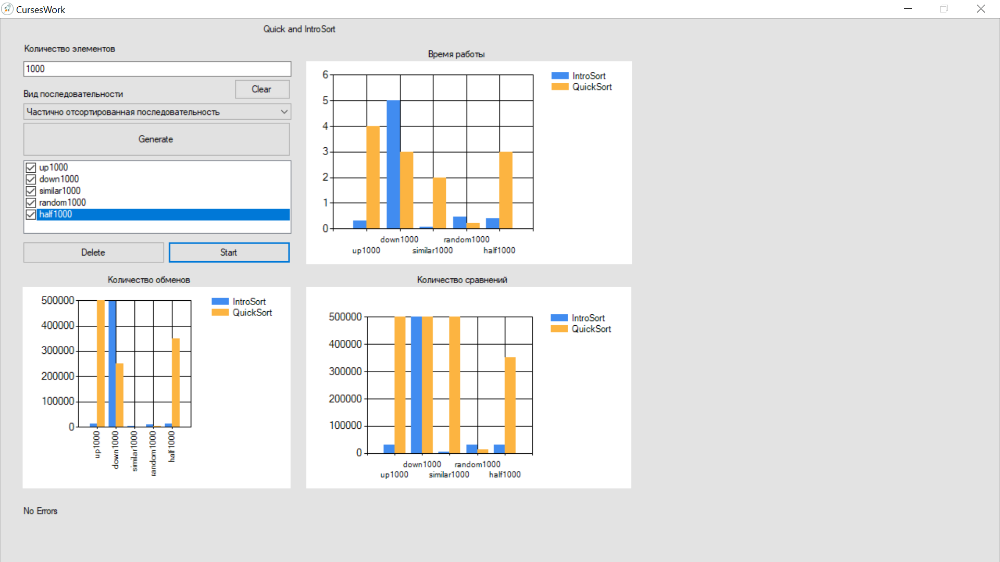 CursesWork
Quick and IntroSort
Количество элементов
1000
Clear
Вид последовательности
Частично отсортированная последовательность
Generate
up1000
down1000
similar1000
random1000
half1000
Delete
Start
Время работы
6
5
4
3
2
1
0
down1000 random1000
up1000 similar1000 half1000
IntroSort
QuickSort
Количество обменов
500000
400000
300000
200000
100000
0
up1000
down1000
similar1000
random1000
half1000
IntroSort
QuickSort
Количество сравнений
500000
400000
300000
200000
100000
0
down1000 random1000
up1000 similar1000 half1000
IntroSort
QuickSort
No Errors